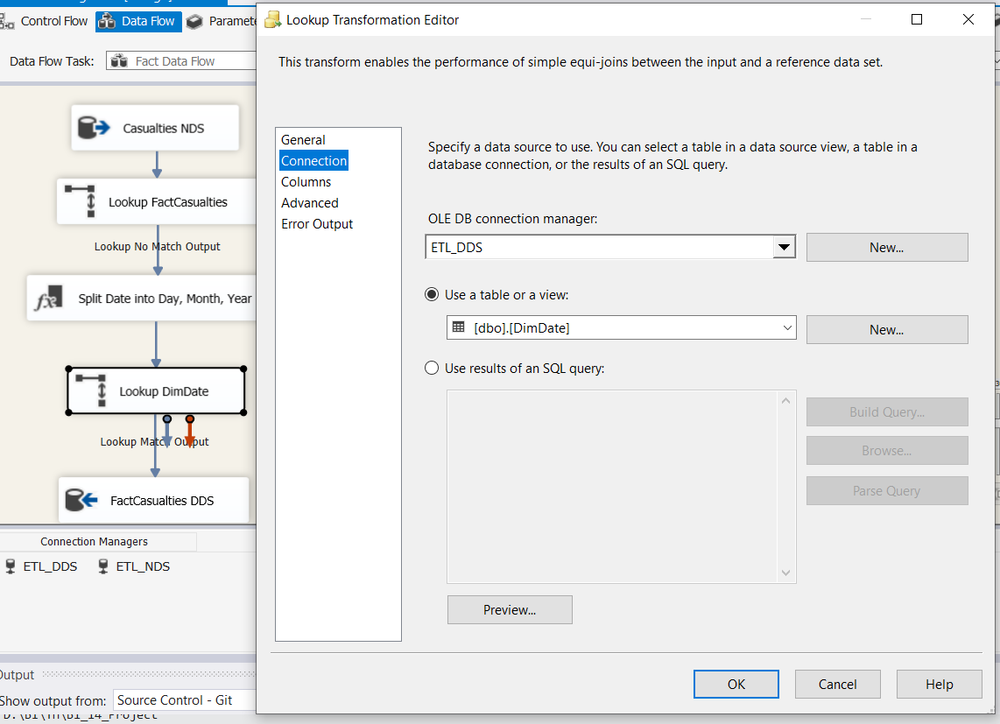 Control Flow
Data Flow
Paramete
Data Flow Task:
Fact Data Flow
Casualties NDS
Lookup FactCasualties
Lookup No Match Output
Split Date into Day, Month, Year
Lookup DimDate
Lookup Match Output
FactCasualties DDS
Connection Managers
ETL_DDS
ETL_NDS
Output
Show output from:
Source Control - Git
Lookup Transformation Editor
This transform enables the performance of simple equi-joins between the input and a reference data set.
General
Connection
Columns
Advanced
Error Output
Specify a data source to use. You can select a table in a data source view, a table in a
database connection, or the results of an SQL query.
OLE DB connection manager:
ETL_DDS
New...
Use a table or a view:
[dbo].[DimDate]
New...
Use results of an SQL query:
Build Query...
Browse...
Parse Query
Preview...
OK
Cancel
Help